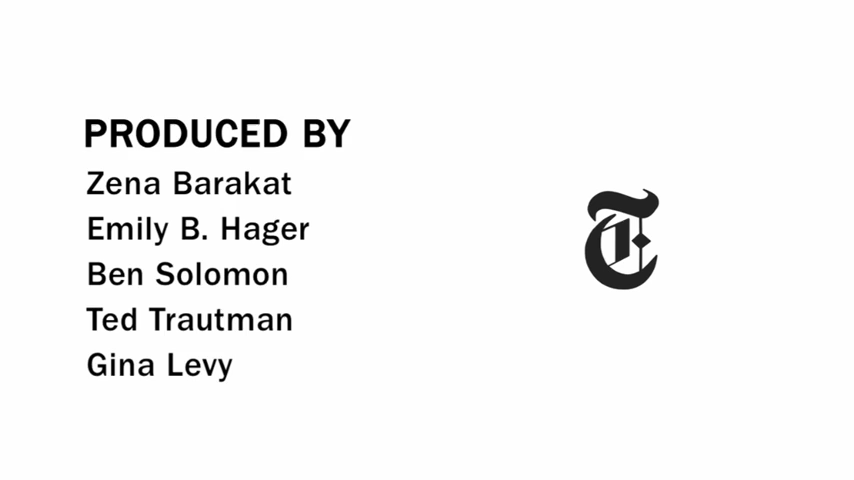 PRODUCED BY
Zena Barakat
Emily B. Hager
Ben Solomon
Ted Trautman
Gina Levy
T